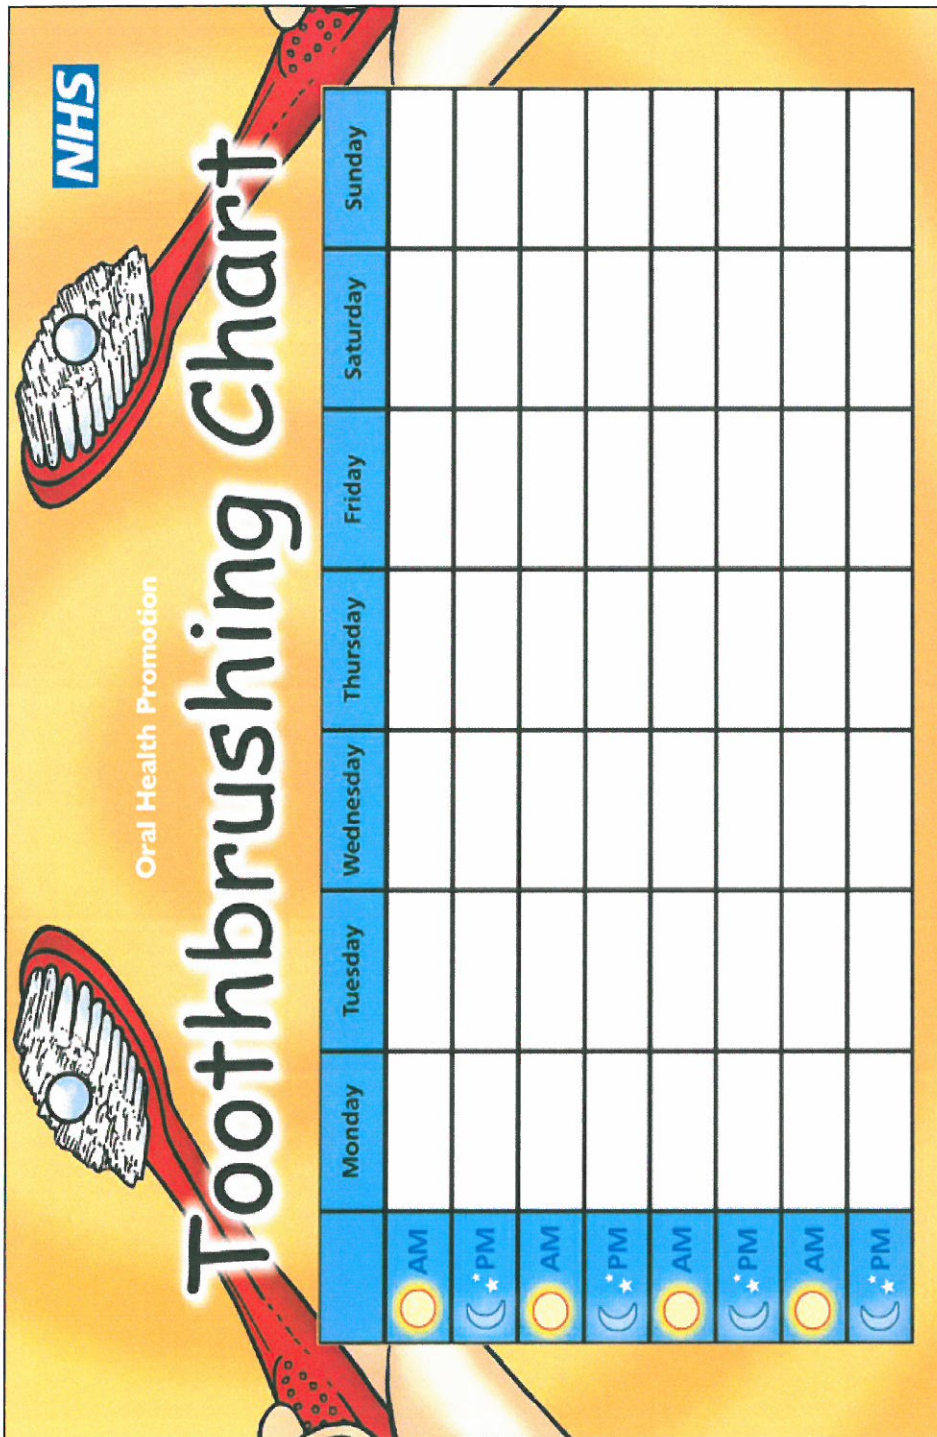 NHS
Oral Health Promotion
Toothbrushing Chart
Monday Tuesday Wednesday Thursday Friday Saturday Sunday
AM
PM
AM
PM
AM
PM
AM
PM